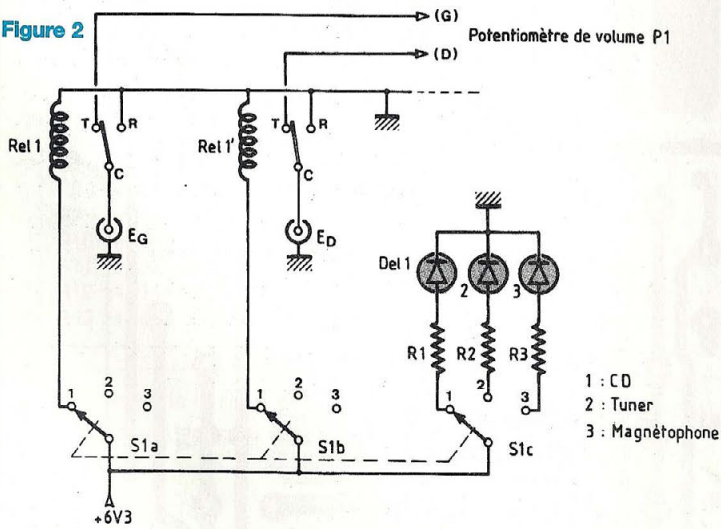 Figure 2
(G)
Potentiomètre de volume P1
(D)
Rel 1
T
R
C
EG
Rel 1'
T
R
C
ED
Del 1
2
3
R1
R2
R3
1
2
3
S1a
1
2
3
S1b
1
2
3
S1c
1 : CD
2 : Tuner
3 : Magnétophone
+6V3